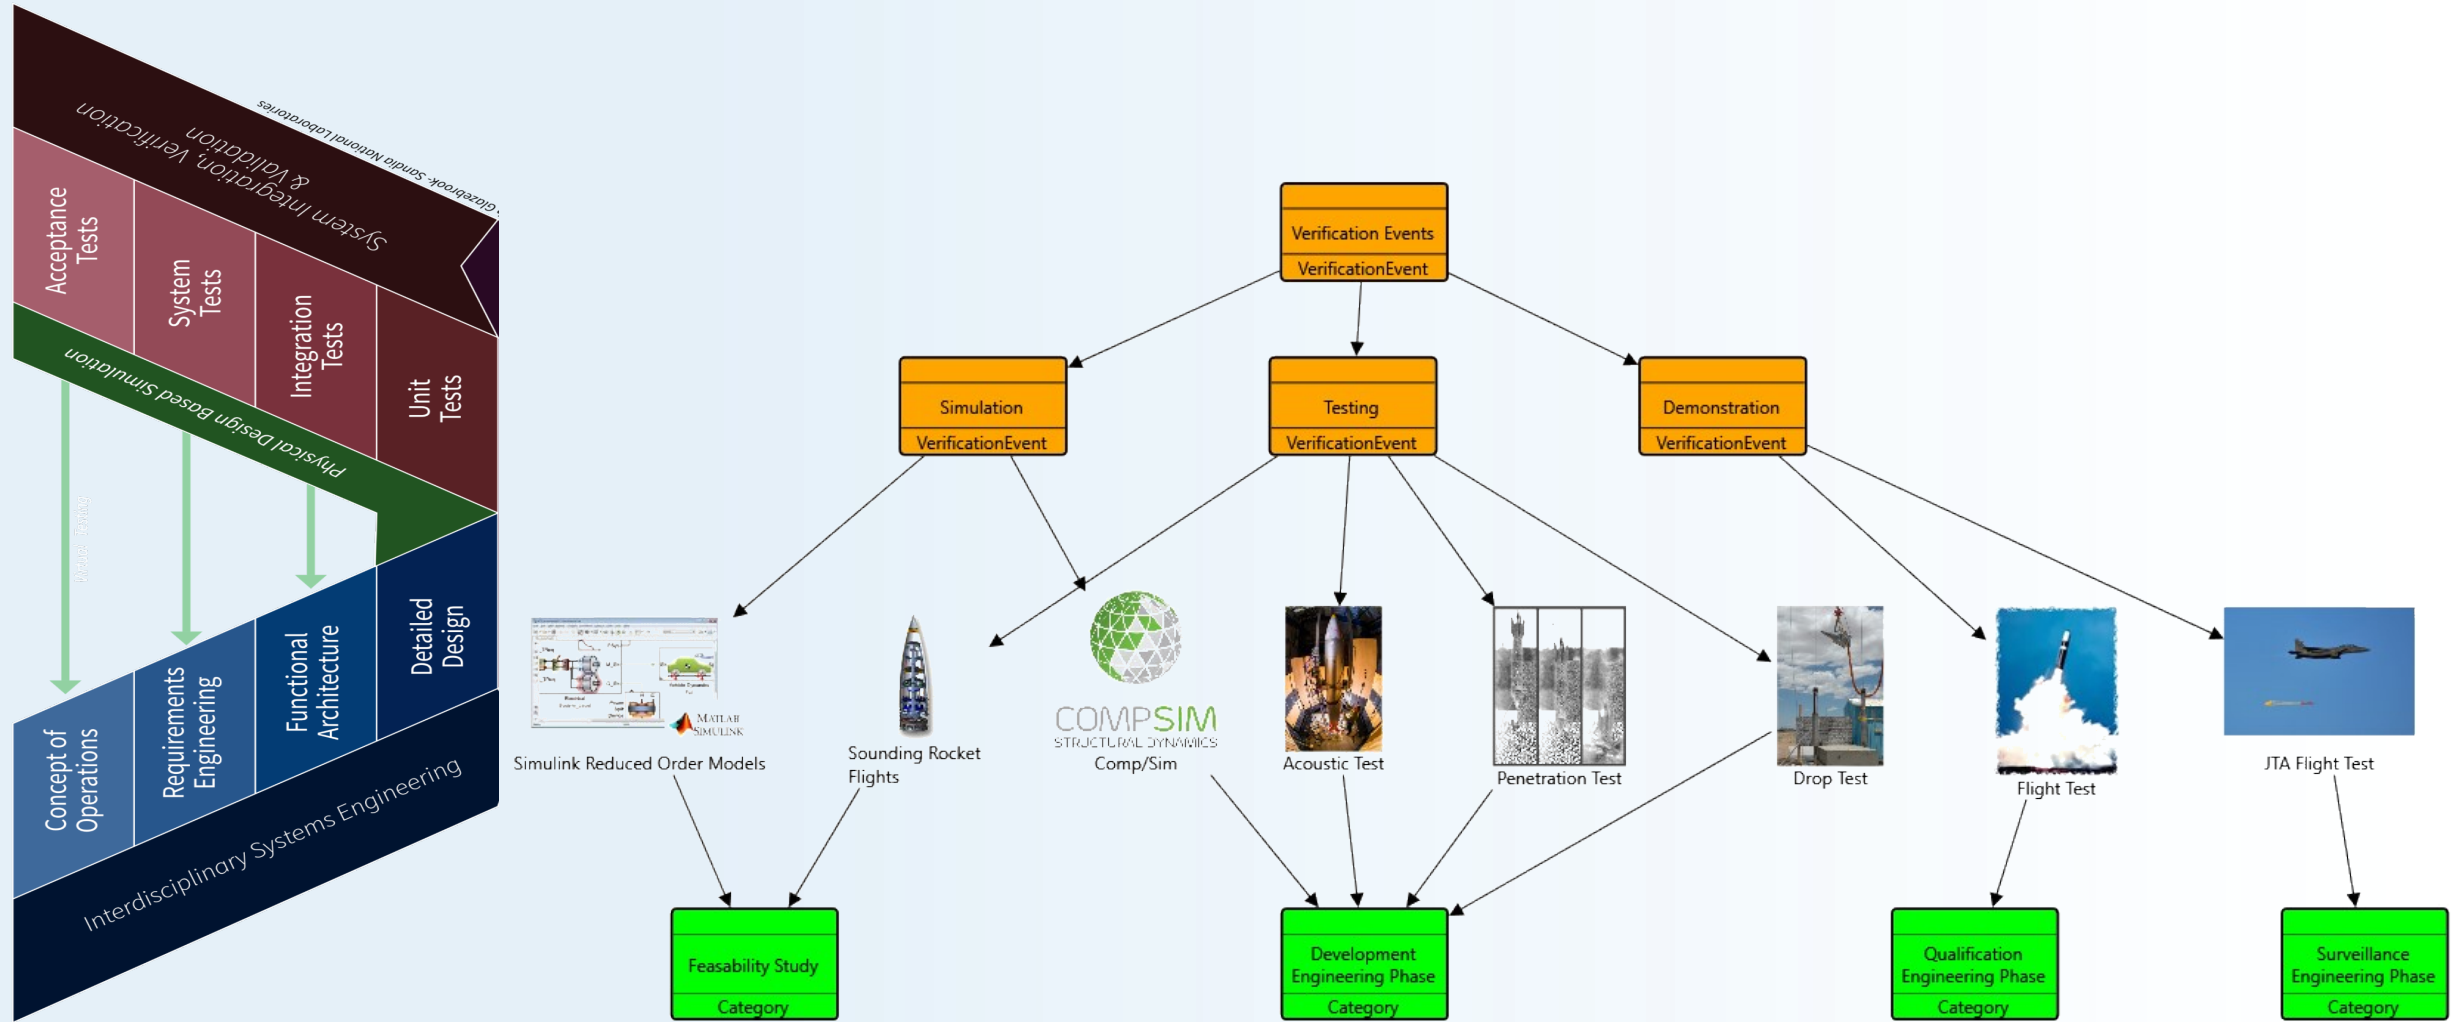 Glazebrook- Sandia National Laboratories
System Integration, Verification
& Validation
Acceptance
Tests
System
Tests
Integration
Tests
Unit
Tests
Physical Design Based Simulation
Concept of
Operations
Requirements
Engineering
Functional
Architecture
Detailed
Design
Interdisciplinary Systems Engineering
Verification Events
VerificationEvent
Simulation
VerificationEvent
Testing
VerificationEvent
Demonstration
VerificationEvent
MATLAB
SIMULINK
Simulink Reduced Order Models
Sounding Rocket
Flights
COMPSIM
STRUCTURAL DYNAMICS
Comp/Sim
Acoustic Test
Penetration Test
Drop Test
Flight Test
JTA Flight Test
Feasability Study
Category
Development
Engineering Phase
Category
Qualification
Engineering Phase
Category
Surveillance
Engineering Phase
Category